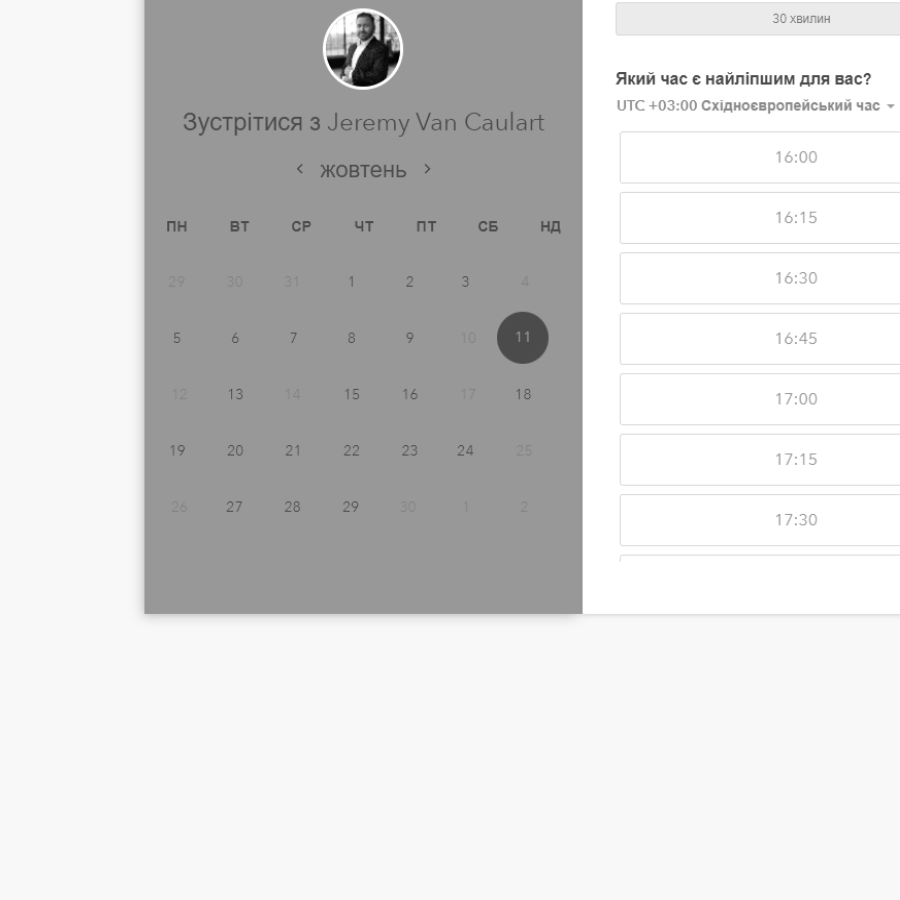 Зустрітися з Jeremy Van Caulart
жовтень
ПН ВТ СР ЧТ ПТ СБ НД
29 30 31 1 2 3 4
5 6 7 8 9 10 11
12 13 14 15 16 17 18
19 20 21 22 23 24 25
26 27 28 29 30 1 2
30 хвилин
Який час є найліпшим для вас?
UTC +03:00 Східноєвропейський час
16:00
16:15
16:30
16:45
17:00
17:15
17:30